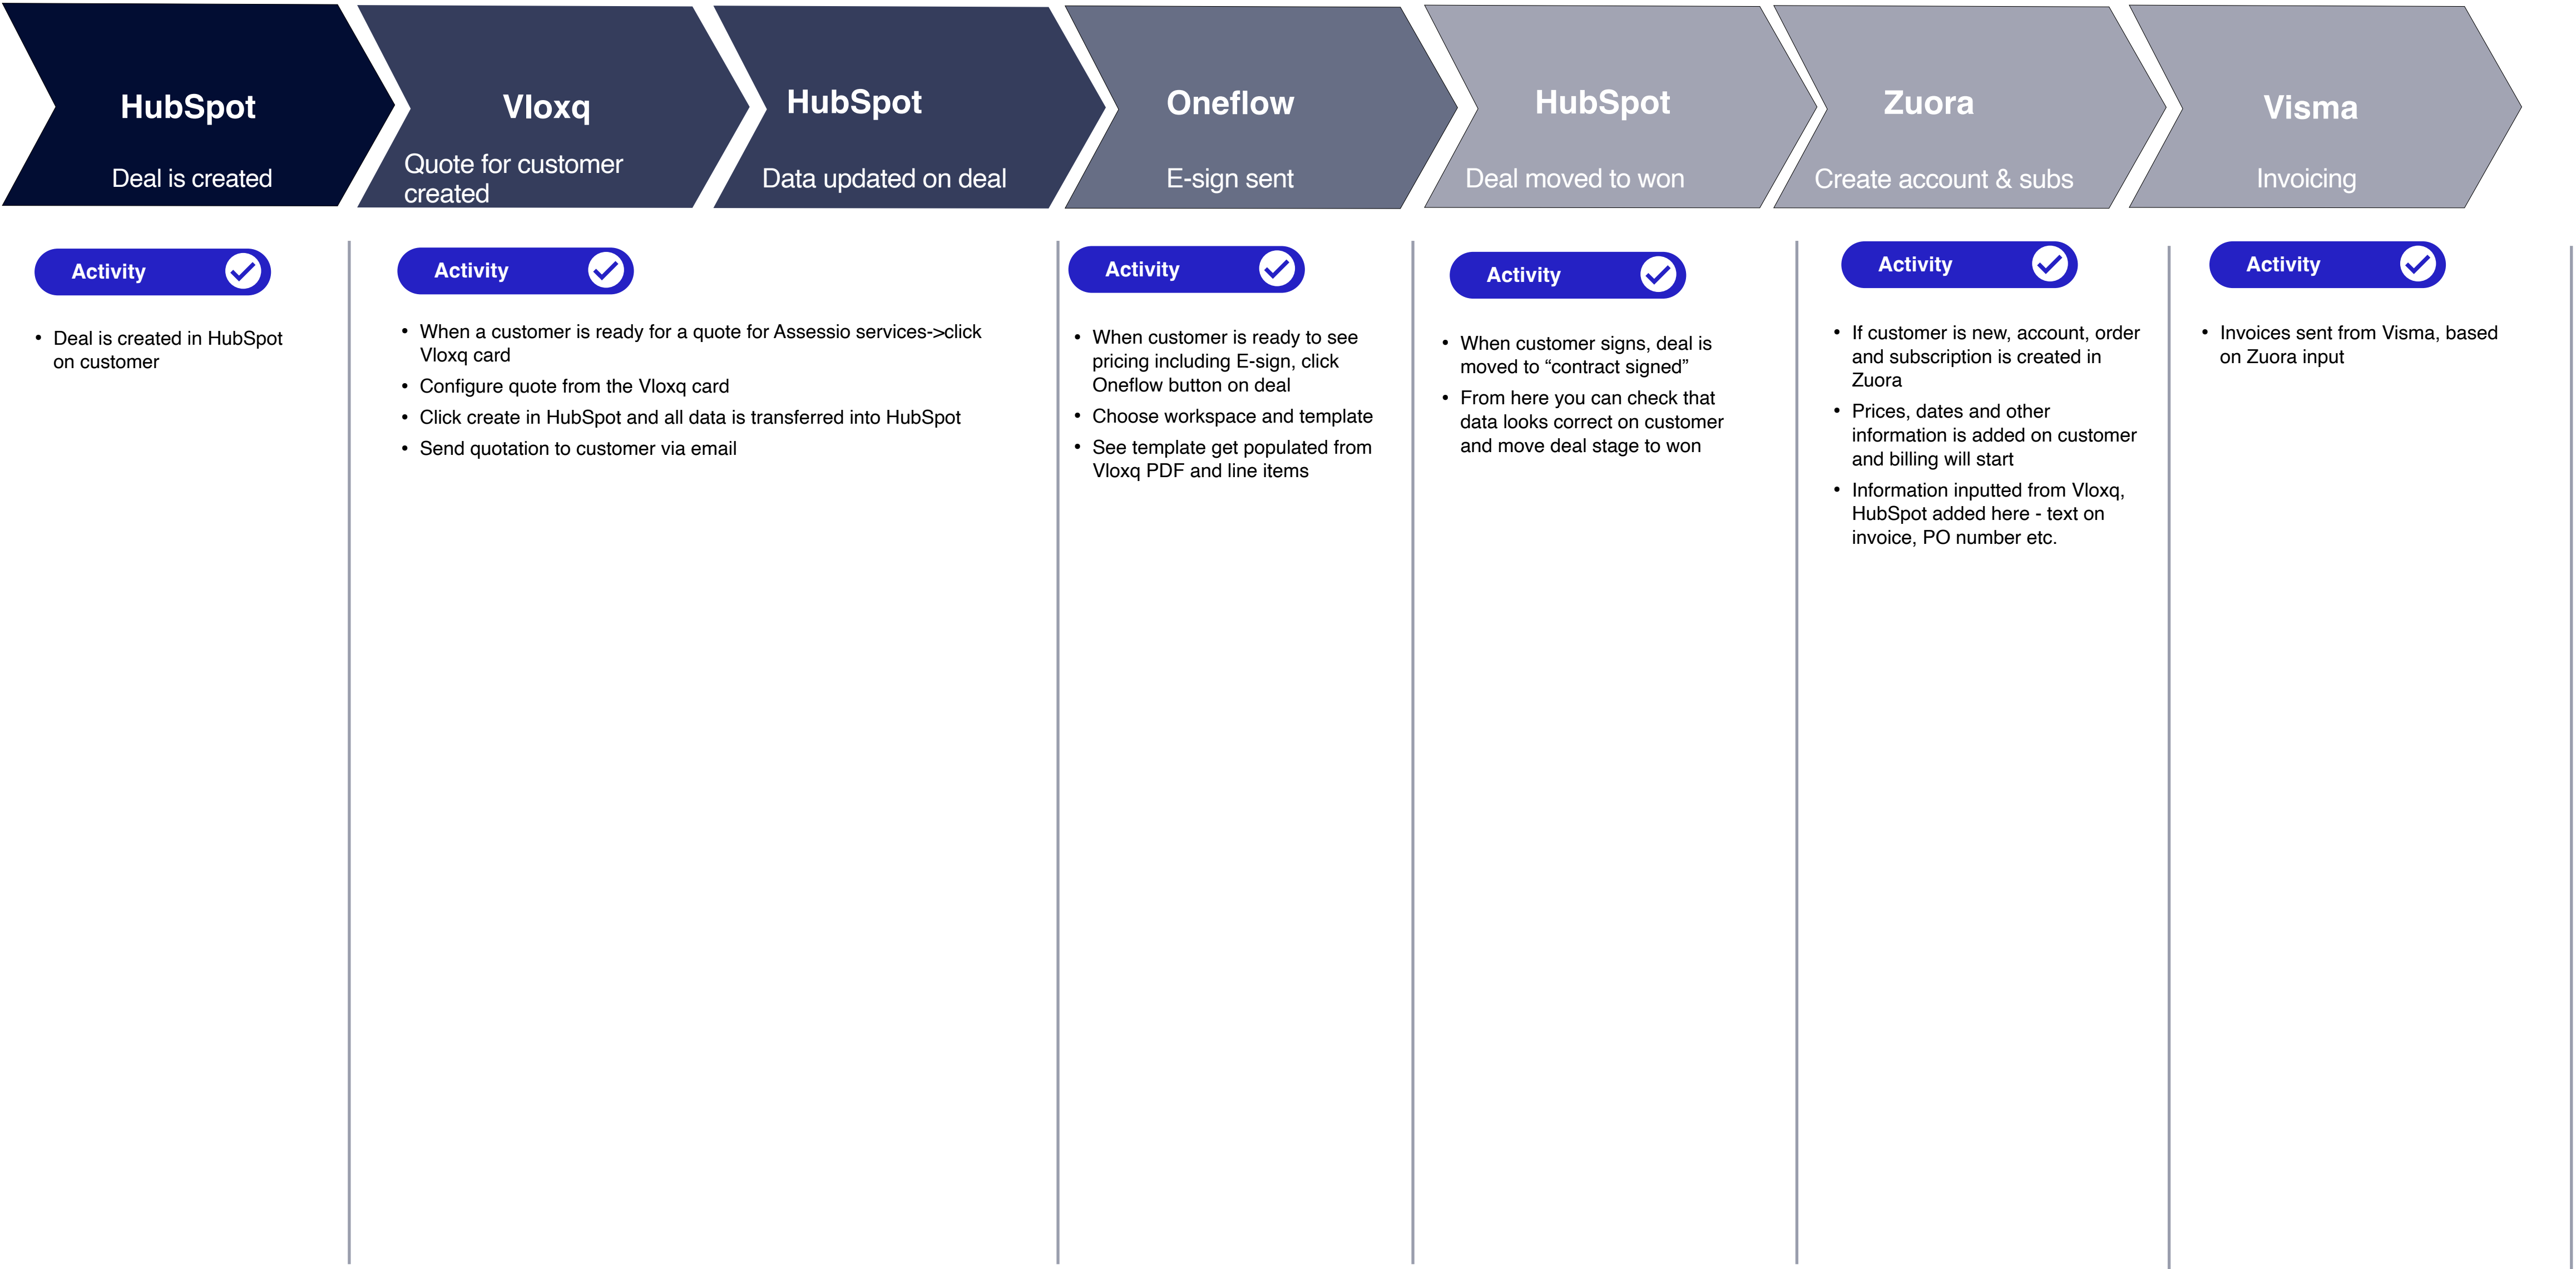 HubSpot
Deal is created
Vloxq
Quote for customer
created
HubSpot
Data updated on deal
Oneflow
E-sign sent
HubSpot
Deal moved to won
Zuora
Create account & subs
Visma
Invoicing
Activity
• Deal is created in HubSpot
on customer
Activity
• When a customer is ready for a quote for Assessio services->click
Vloxq card
• Configure quote from the Vloxq card
• Click create in HubSpot and all data is transferred into HubSpot
• Send quotation to customer via email
Activity
• When customer is ready to see
pricing including E-sign, click
Oneflow button on deal
• Choose workspace and template
• See template get populated from
Vloxq PDF and line items
Activity
• When customer signs, deal is
moved to “contract signed”
• From here you can check that
data looks correct on customer
and move deal stage to won
Activity
• If customer is new, account, order
and subscription is created in
Zuora
• Prices, dates and other
information is added on customer
and billing will start
• Information inputted from Vloxq,
HubSpot added here - text on
invoice, PO number etc.
Activity
• Invoices sent from Visma, based
on Zuora input